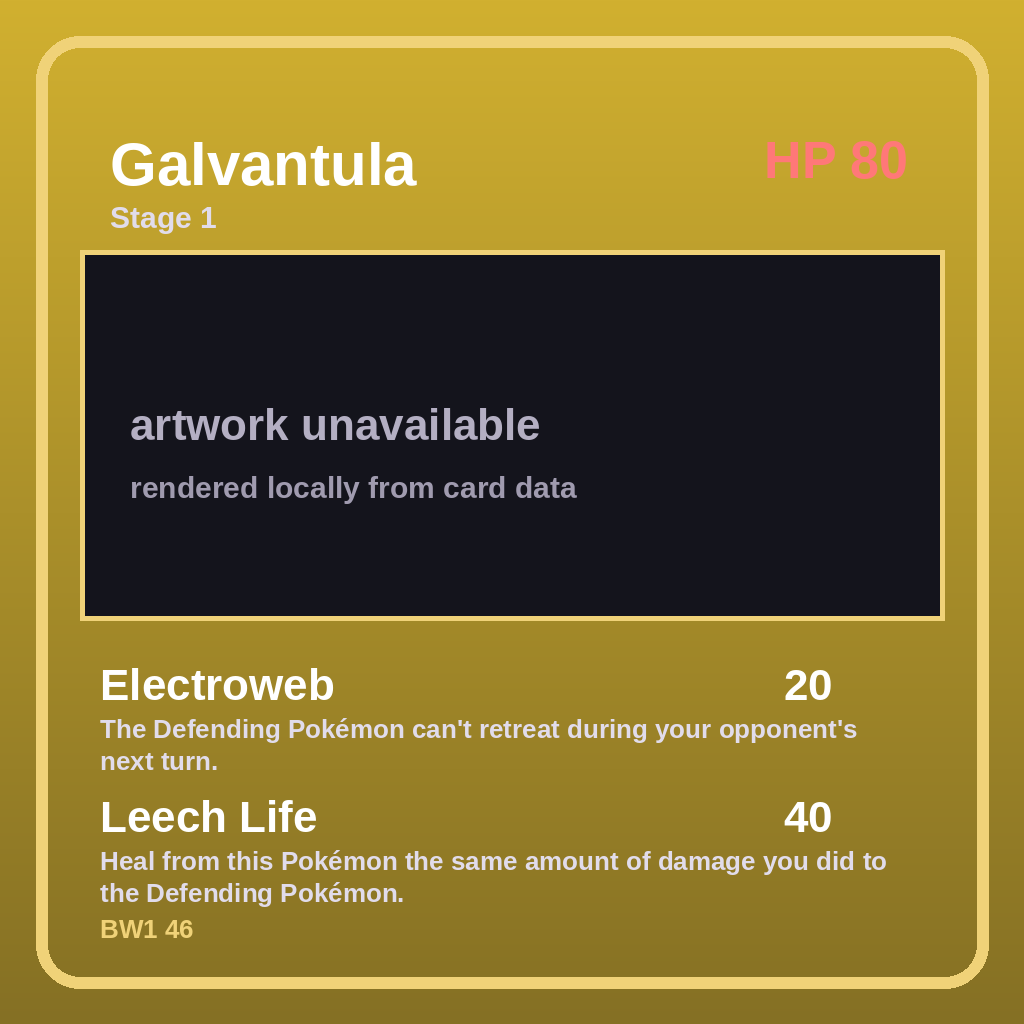 Galvantula
HP 80
Stage 1
artwork unavailable
rendered locally from card data
Electroweb 20
The Defending Pokémon can't retreat during your opponent's
next turn.
Leech Life 40
Heal from this Pokémon the same amount of damage you did to
the Defending Pokémon.
BW1 46